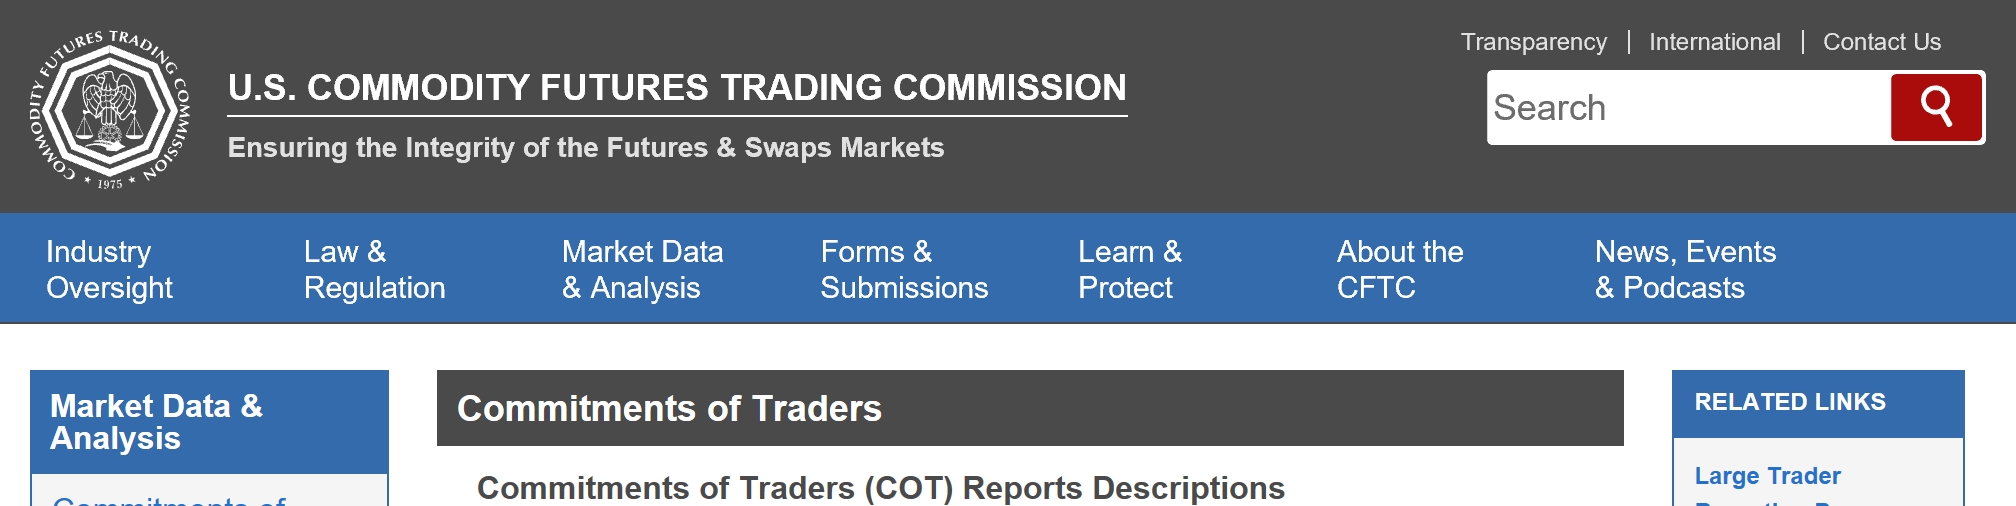 COMMODITY FUTURES TRADING COMMISSION
★ 1975 ★
U.S. COMMODITY FUTURES TRADING COMMISSION
Ensuring the Integrity of the Futures & Swaps Markets
Transparency | International | Contact Us
Search
Industry
Oversight
Law &
Regulation
Market Data
& Analysis
Forms &
Submissions
Learn &
Protect
About the
CFTC
News, Events
& Podcasts
Market Data &
Analysis
Commitments of
Commitments of Traders
Commitments of Traders (COT) Reports Descriptions
RELATED LINKS
Large Trader